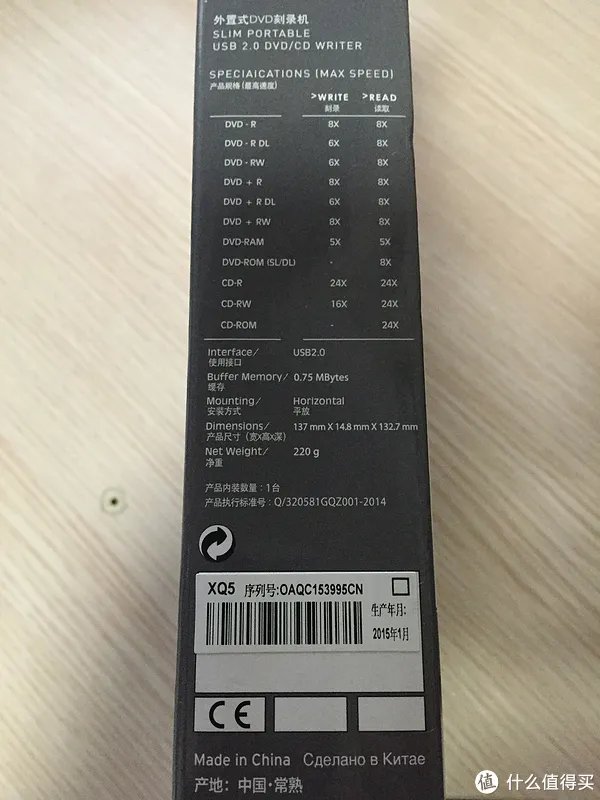 外置式DVD刻录机
SLIM PORTABLE
USB 2.0 DVD/CD WRITER
SPECIAICATIONS (MAX SPEED)
产品规格(最高速度)
>WRITE >READ
刻录 读取
DVD - R 8X 8X
DVD - R DL 6X 8X
DVD - RW 6X 8X
DVD + R 8X 8X
DVD + R DL 6X 8X
DVD + RW 8X 8X
DVD-RAM 5X 5X
DVD-ROM (SL/DL) - 8X
CD-R 24X 24X
CD-RW 16X 24X
CD-ROM - 24X
Interface/ USB2.0
使用接口
Buffer Memory/ 0.75 MBytes
缓存
Mounting/ Horizontal
安装方式 平放
Dimensions/ 137 mm X 14.8 mm X 132.7 mm
产品尺寸(宽X高X深)
Net Weight/ 220 g
净重
产品内装数量:1台
产品执行标准号:Q/320581GQZ001-2014
XQ5 序列号:OAQC153995CN
生产年月:
2015年1月
CE
Made in China Сделано в Китае
产地:中国·常熟
值 什么值得买